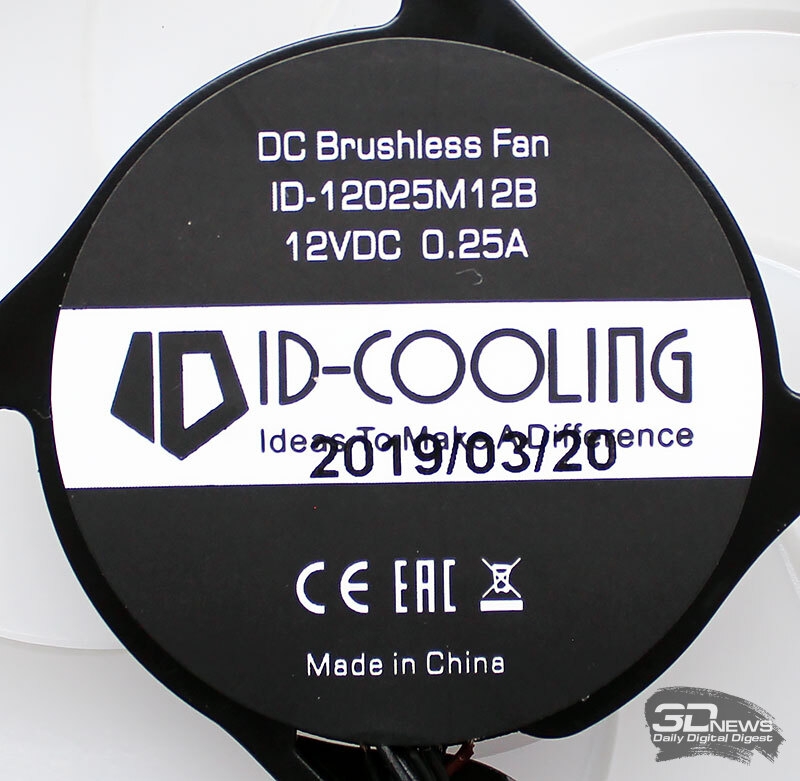 DC Brushless Fan
ID-12025M12B
12VDC 0.25A
ID-COOLING
Ideas To Make A Difference
2019/03/20
CE EAC
Made in China
3DNEWS
Daily Digital Digest